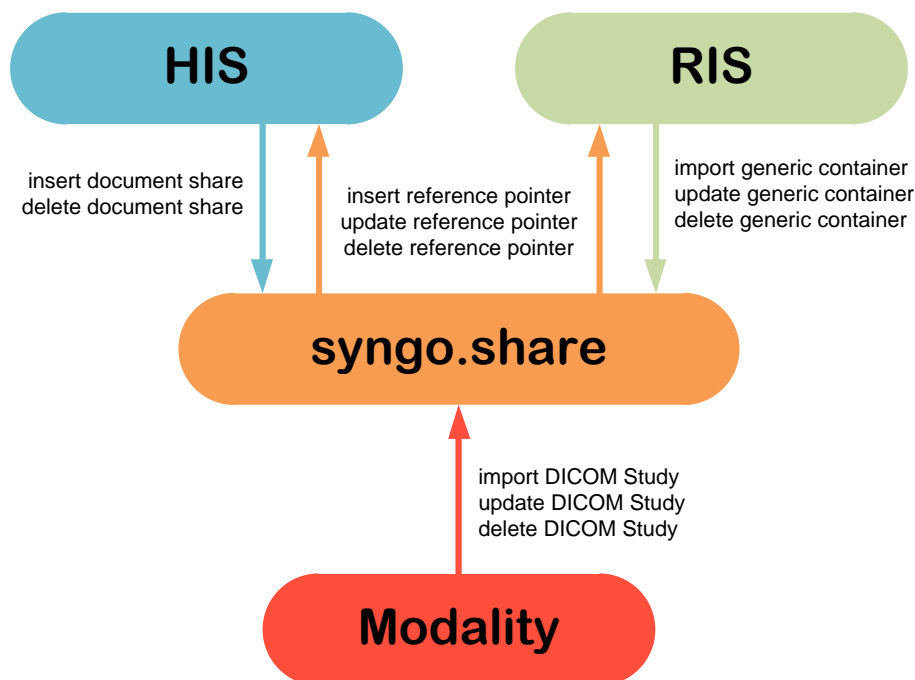 HIS
RIS
insert document share
delete document share
insert reference pointer
update reference pointer
delete reference pointer
import generic container
update generic container
delete generic container
syngo.share
import DICOM Study
update DICOM Study
delete DICOM Study
Modality